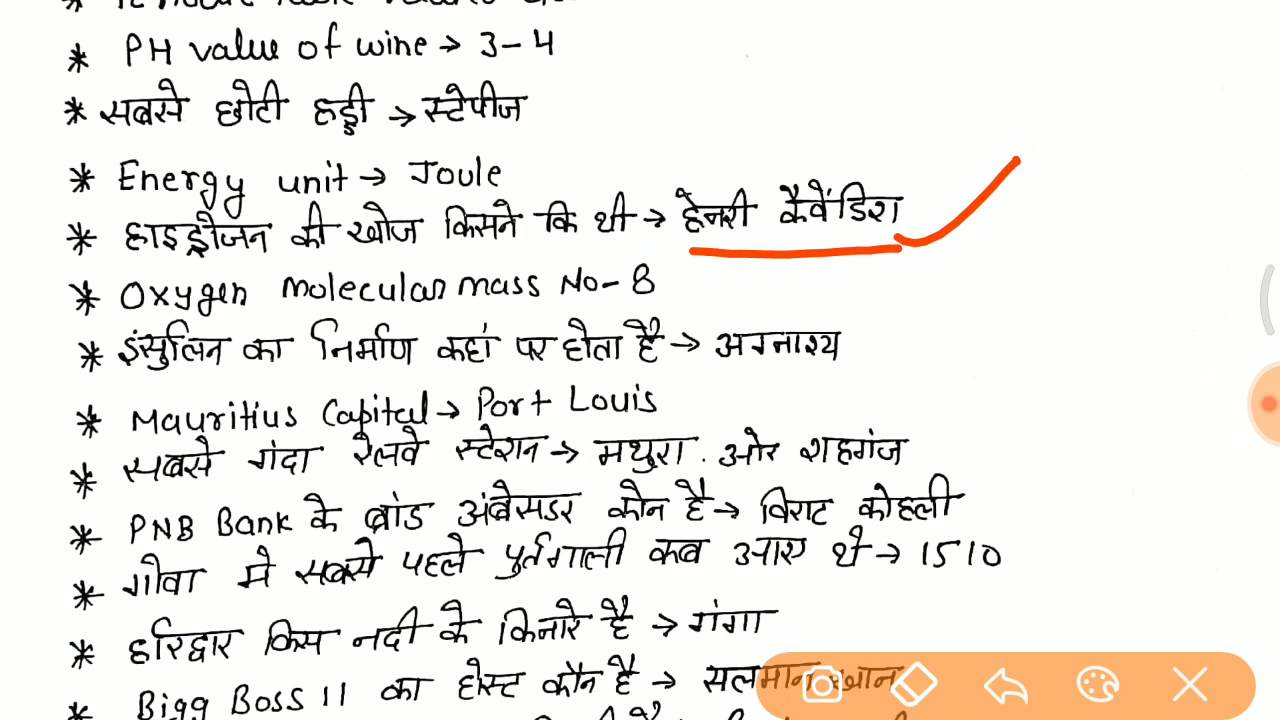 * PH value of wine → 3-4
* सबसे छोटी हड्डी → स्टेपीज
* Energy unit → Joule
* हाइड्रोजन की खोज किसने कि थी → हेनरी कैवेंडिश
* Oxygen molecular mass No- 8
* इंसुलिन का निर्माण कहां पर होता है → अग्नाश्य
* Mauritius Capital → Port Louis
* सबसे गंदा रेलवे स्टेशन → मथुरा . ओर शहगंज
* PNB Bank के ब्रांड अंबेसडर कोन है → विराट कोहली
* गोवा मे सबसे पहले पुर्तगाली कब आए थे → 1510
* हरिद्वार किस नदी के किनारे है → गंगा
* Bigg Boss 11 का होस्ट कौन है → सलमान खान